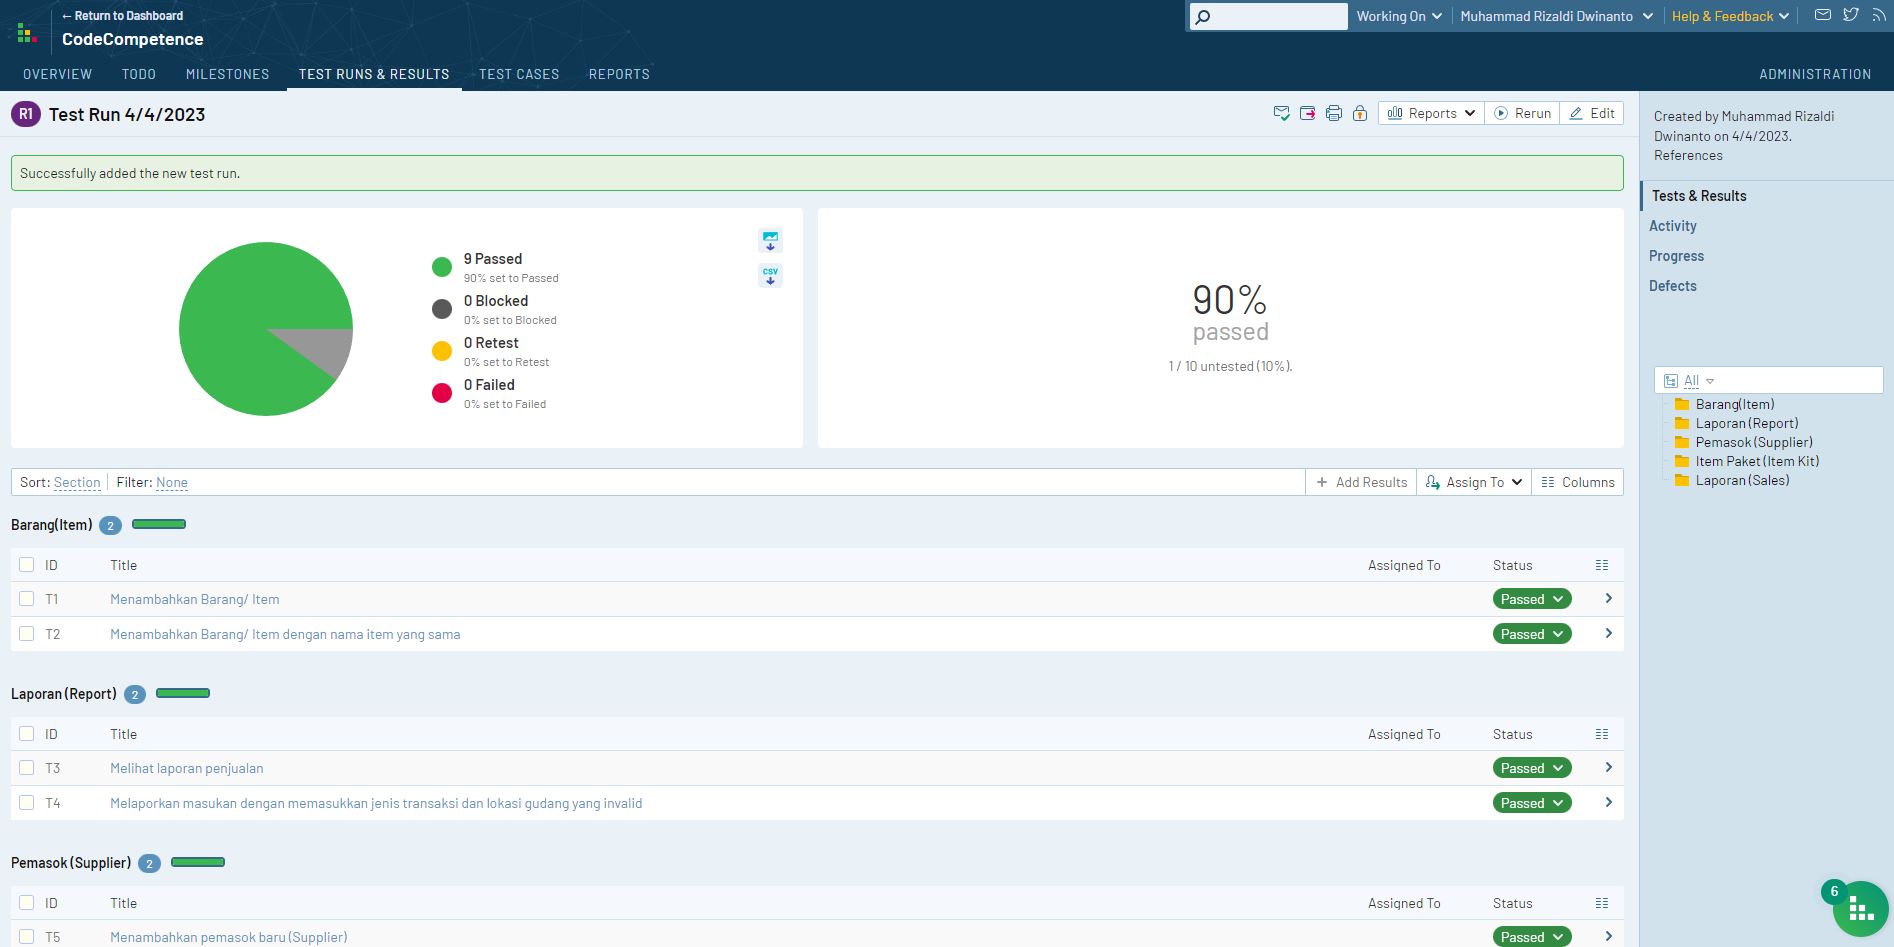 ← Return to Dashboard
CodeCompetence
Working On
Muhammad Rizaldi Dwinanto
Help & Feedback
OVERVIEW
TODO
MILESTONES
TEST RUNS & RESULTS
TEST CASES
REPORTS
ADMINISTRATION
R1 Test Run 4/4/2023
Reports
Rerun
Edit
Successfully added the new test run.
9 Passed
90% set to Passed
0 Blocked
0% set to Blocked
0 Retest
0% set to Retest
0 Failed
0% set to Failed
CSV
90%
passed
1 / 10 untested (10%).
Sort: Section
Filter: None
+ Add Results
Assign To
Columns
Barang(Item) 2
ID Title Assigned To Status
T1 Menambahkan Barang/ Item Passed
T2 Menambahkan Barang/ Item dengan nama item yang sama Passed
Laporan (Report) 2
ID Title Assigned To Status
T3 Melihat laporan penjualan Passed
T4 Melaporkan masukan dengan memasukkan jenis transaksi dan lokasi gudang yang invalid Passed
Pemasok (Supplier) 2
ID Title Assigned To Status
T5 Menambahkan pemasok baru (Supplier) Passed
Created by Muhammad Rizaldi
Dwinanto on 4/4/2023.
References
Tests & Results
Activity
Progress
Defects
All
Barang(Item)
Laporan (Report)
Pemasok (Supplier)
Item Paket (Item Kit)
Laporan (Sales)
6